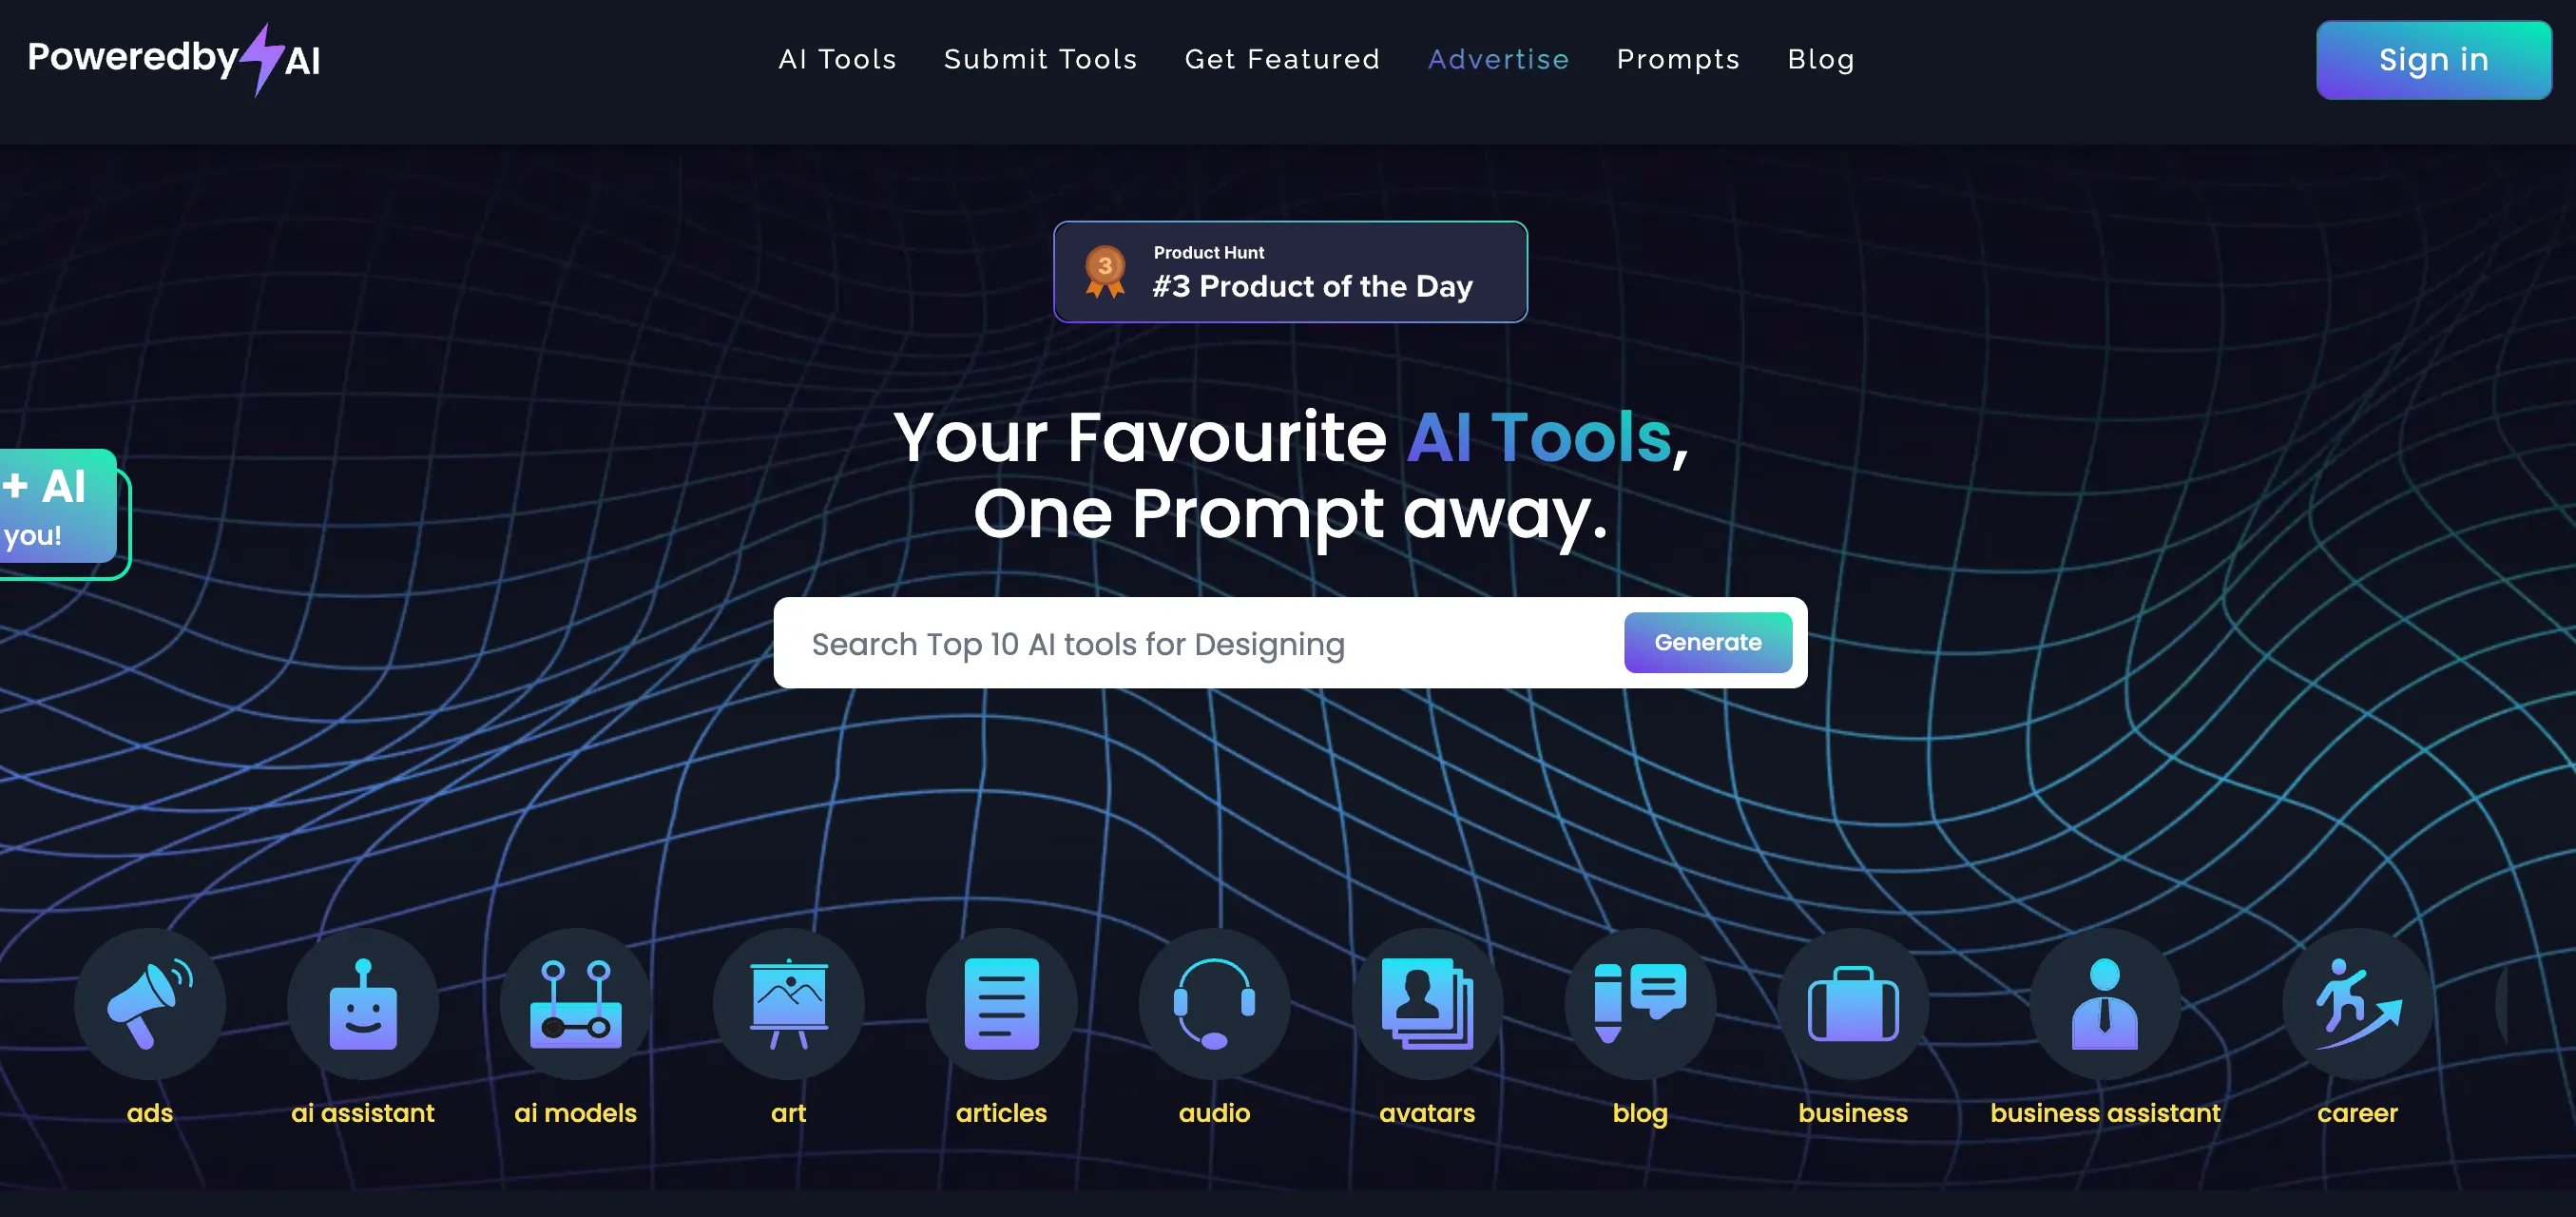 Poweredby AI
AI Tools
Submit Tools
Get Featured
Advertise
Prompts
Blog
Sign in
3
Product Hunt
#3 Product of the Day
Your Favourite AI Tools,
One Prompt away.
+ AI
you!
Search Top 10 AI tools for Designing
Generate
ads
ai assistant
ai models
art
articles
audio
avatars
blog
business
business assistant
career